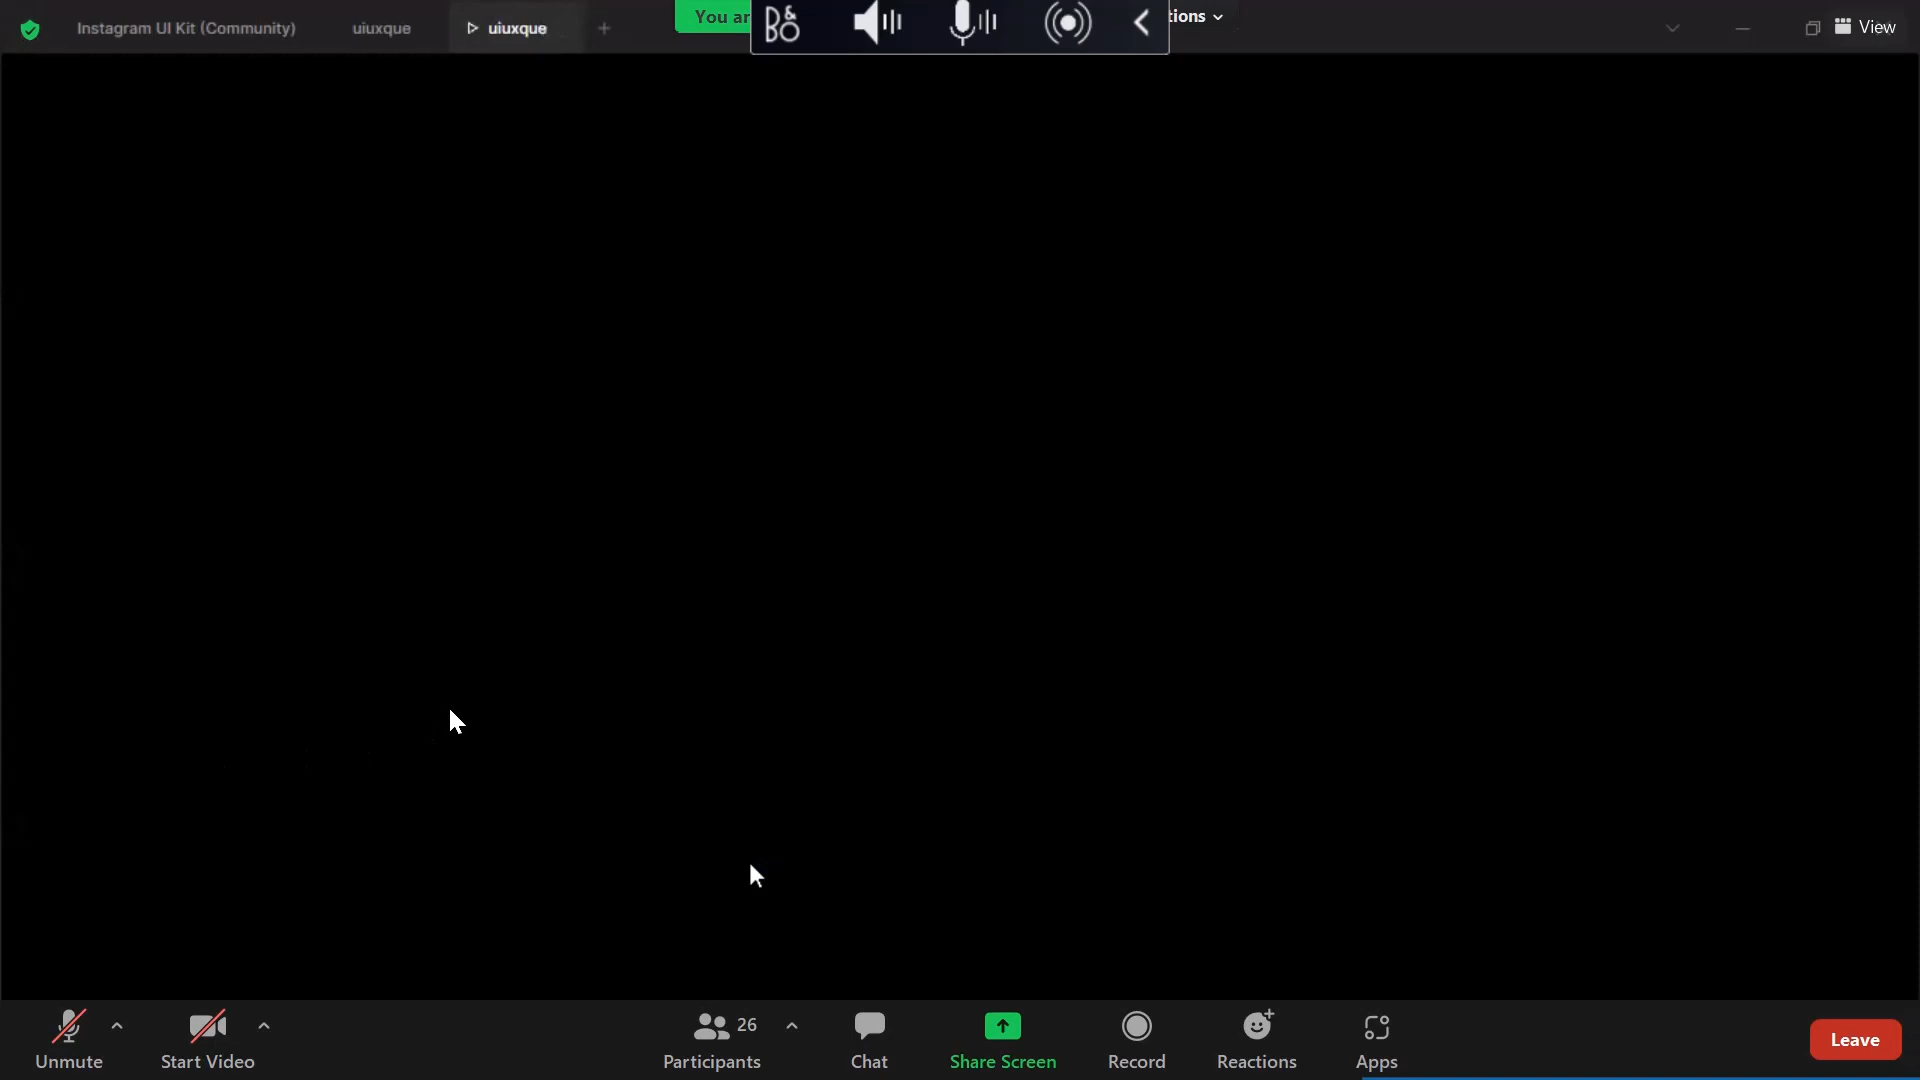 Instagram UI Kit (Community) uiuxque uiuxque You ar B&O tions View
26
Unmute Start Video Participants Chat Share Screen Record Reactions Apps Leave